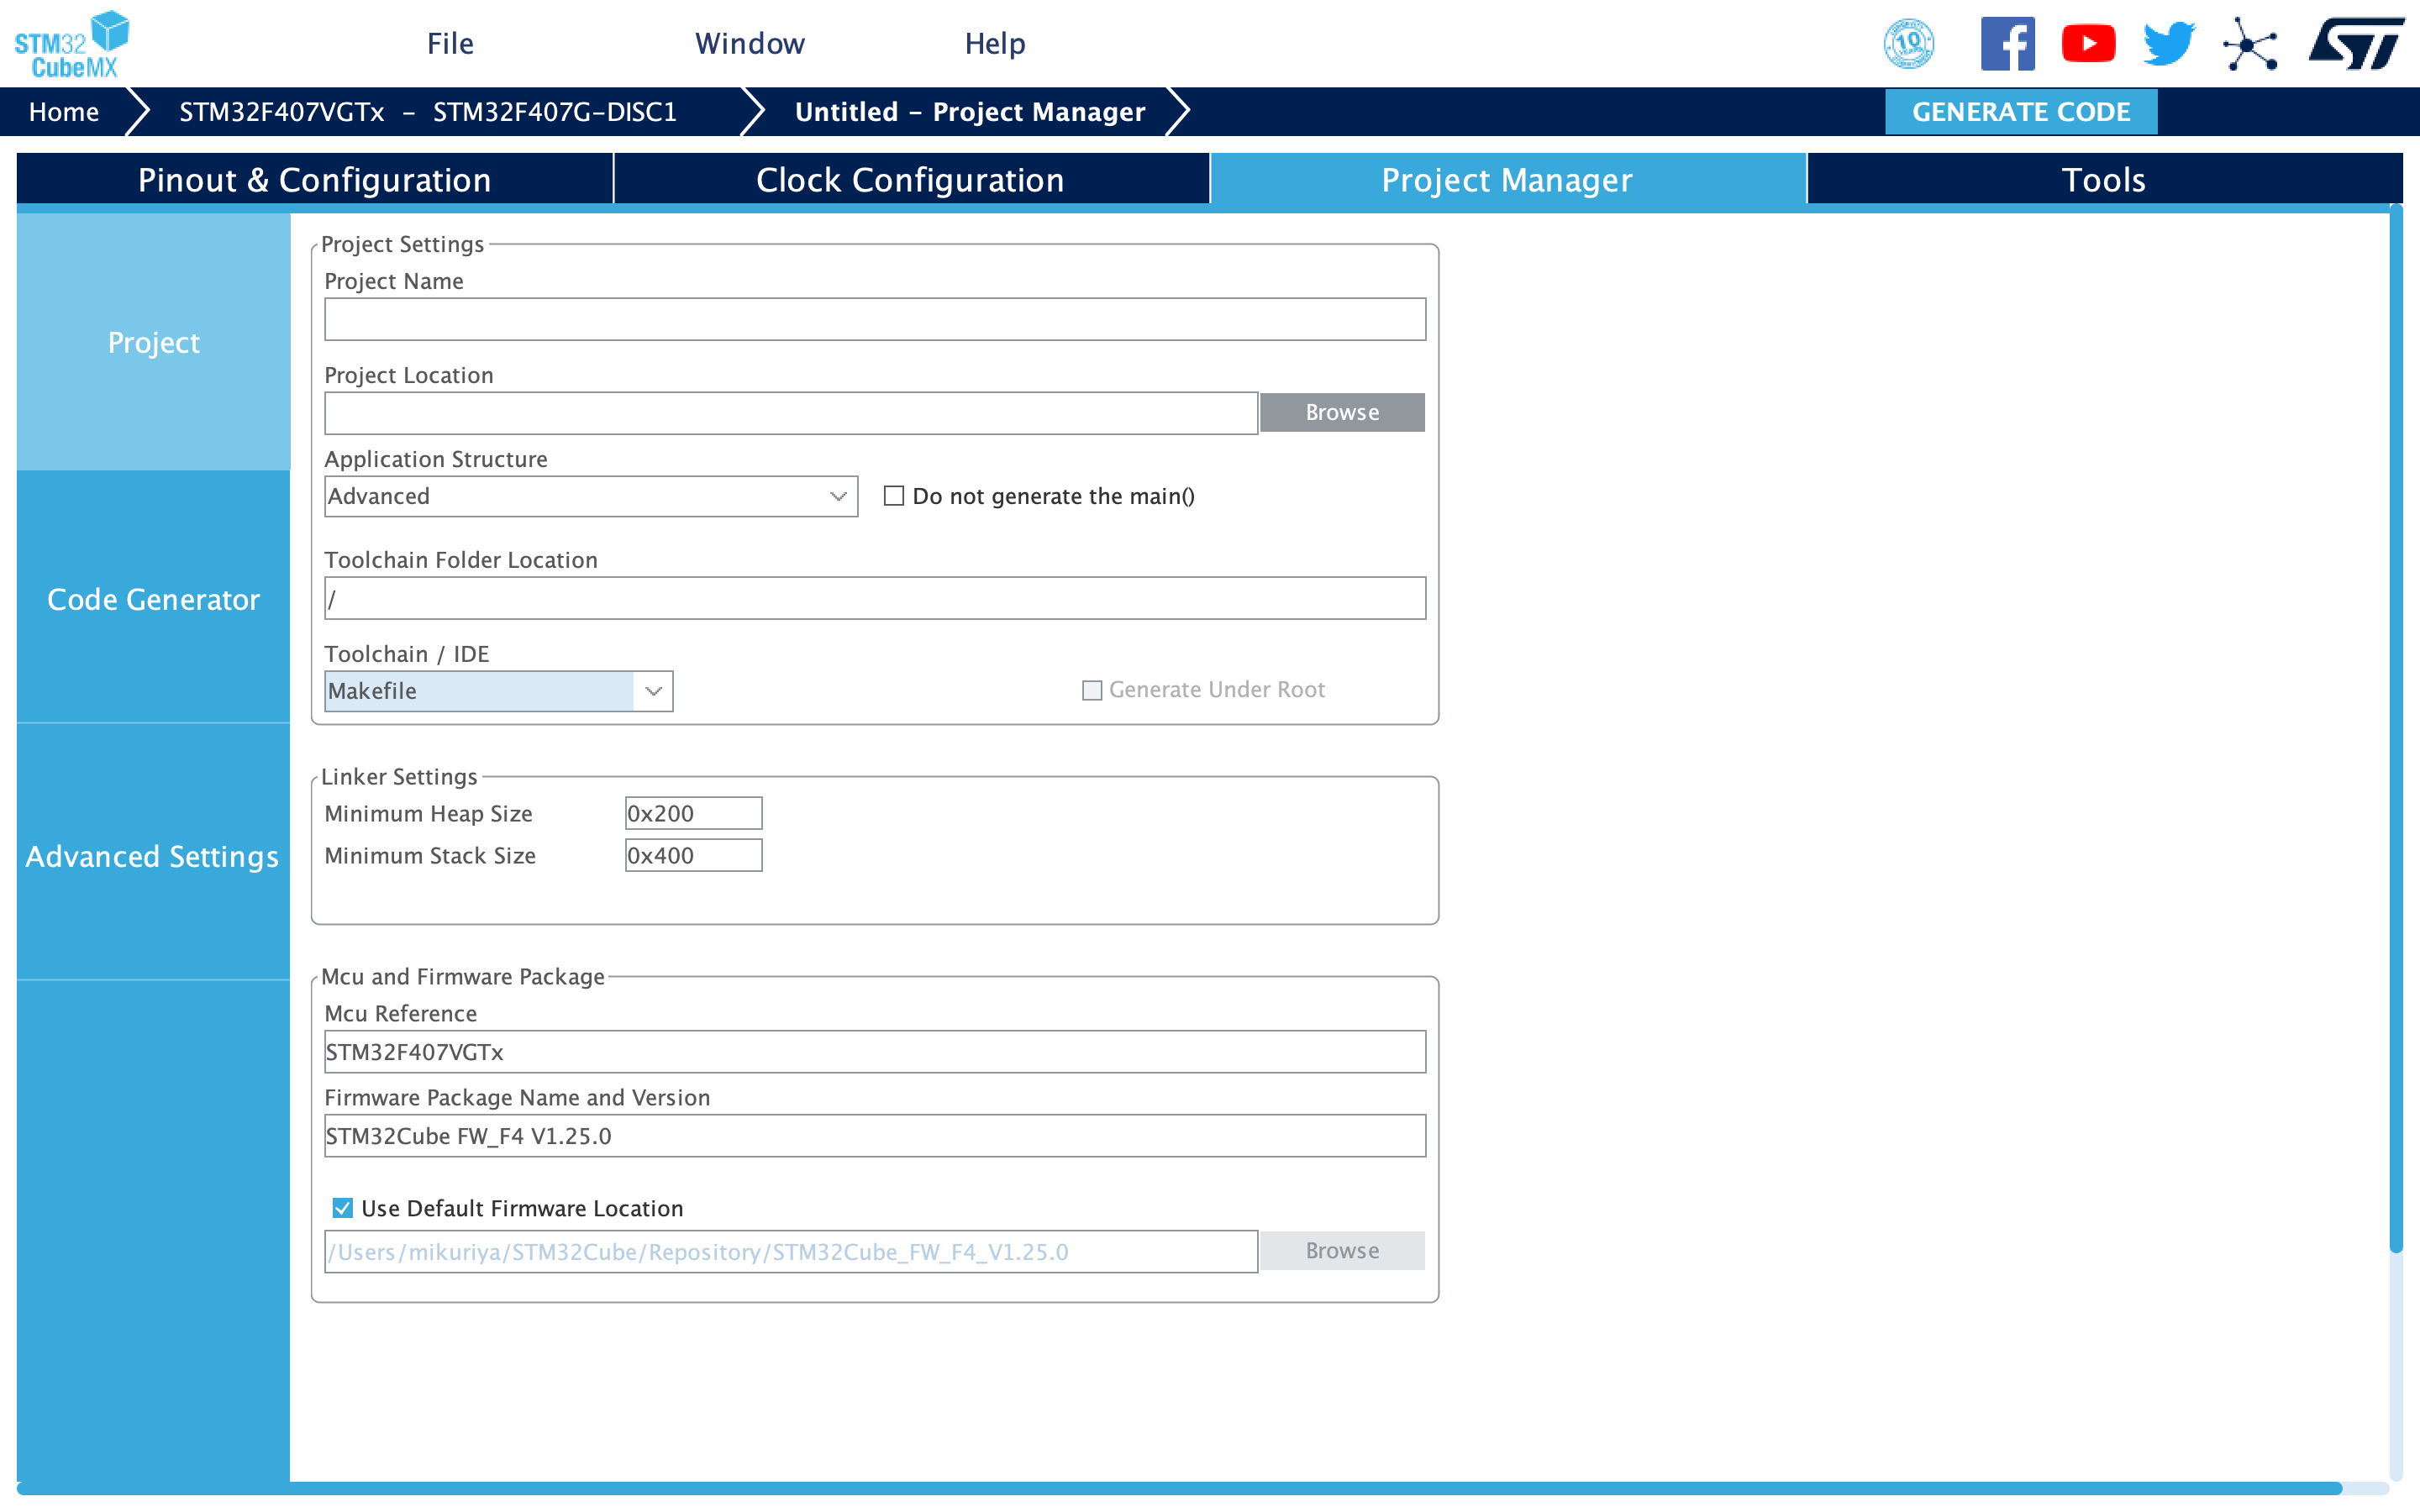 STM32
CubeMX
File
Window
Help
10
Home
STM32F407VGTx – STM32F407G-DISC1
Untitled – Project Manager
GENERATE CODE
Pinout & Configuration
Clock Configuration
Project Manager
Tools
Project
Code Generator
Advanced Settings
Project Settings
Project Name
Project Location
Browse
Application Structure
Advanced
Do not generate the main()
Toolchain Folder Location
/
Toolchain / IDE
Makefile
Generate Under Root
Linker Settings
Minimum Heap Size
0x200
Minimum Stack Size
0x400
Mcu and Firmware Package
Mcu Reference
STM32F407VGTx
Firmware Package Name and Version
STM32Cube FW_F4 V1.25.0
Use Default Firmware Location
/Users/mikuriya/STM32Cube/Repository/STM32Cube_FW_F4_V1.25.0
Browse